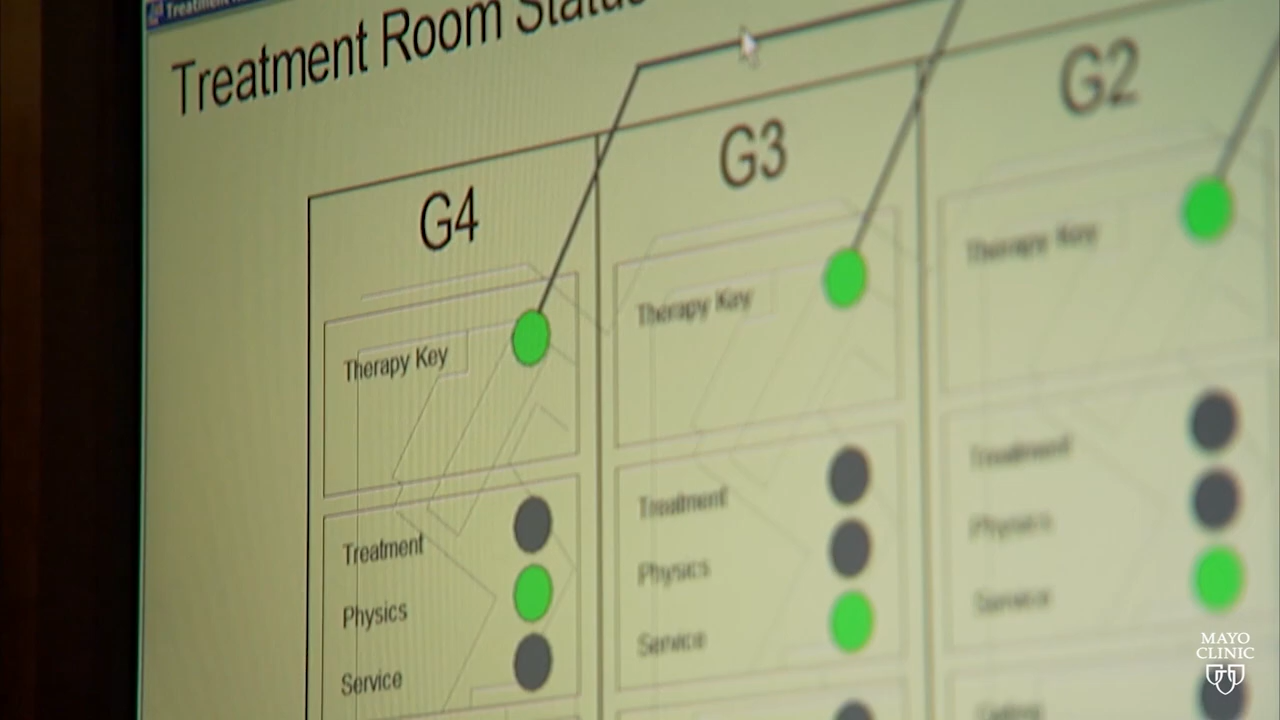 Treatment
Treatment Room Status
G4
Therapy Key
Treatment
Physics
Service
G3
Therapy Key
Treatment
Physics
Service
G2
Therapy Key
Treatment
Physics
Service
MAYO
CLINIC